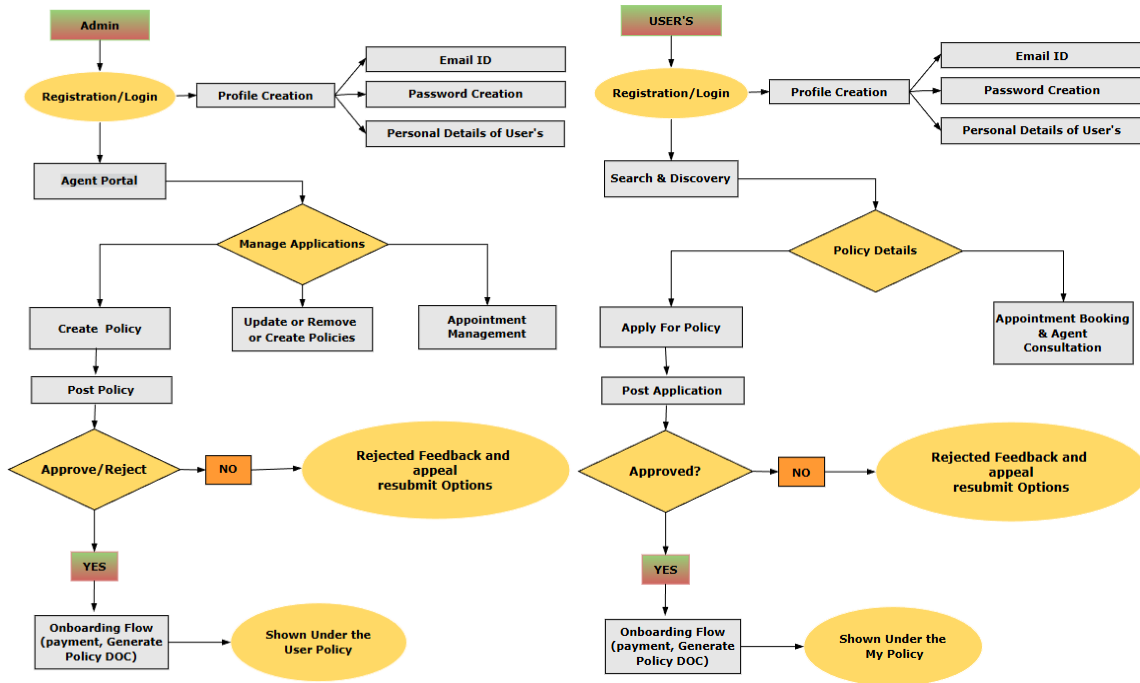 Admin
Registration/Login
Profile Creation
Email ID
Password Creation
Personal Details of User's
Agent Portal
Manage Applications
Create Policy
Update or Remove
or Create Policies
Appointment
Management
Post Policy
Approve/Reject
NO
Rejected Feedback and
appeal
resubmit Options
YES
Onboarding Flow
(payment, Generate
Policy DOC)
Shown Under the
User Policy
USER'S
Registration/Login
Profile Creation
Email ID
Password Creation
Personal Details of User's
Search & Discovery
Policy Details
Apply For Policy
Appointment Booking
& Agent
Consultation
Post Application
Approved?
NO
Rejected Feedback and
appeal
resubmit Options
YES
Onboarding Flow
(payment, Generate
Policy DOC)
Shown Under the
My Policy